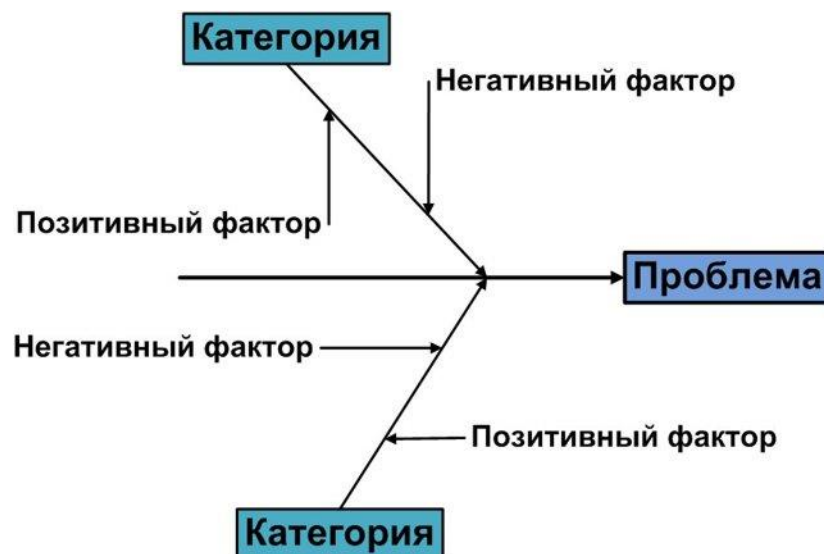 Категория
Негативный фактор
Позитивный фактор
Проблема
Негативный фактор
Позитивный фактор
Категория